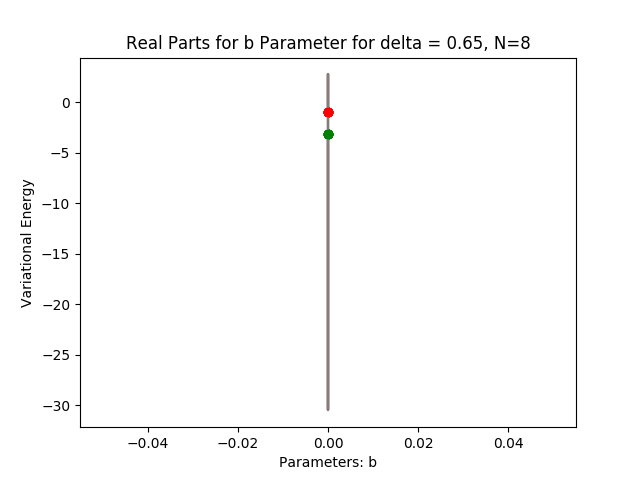 Real Parts for b Parameter for delta = 0.65, N=8
Variational Energy
0
−5
−10
−15
−20
−25
−30
−0.04 −0.02 0.00 0.02 0.04
Parameters: b